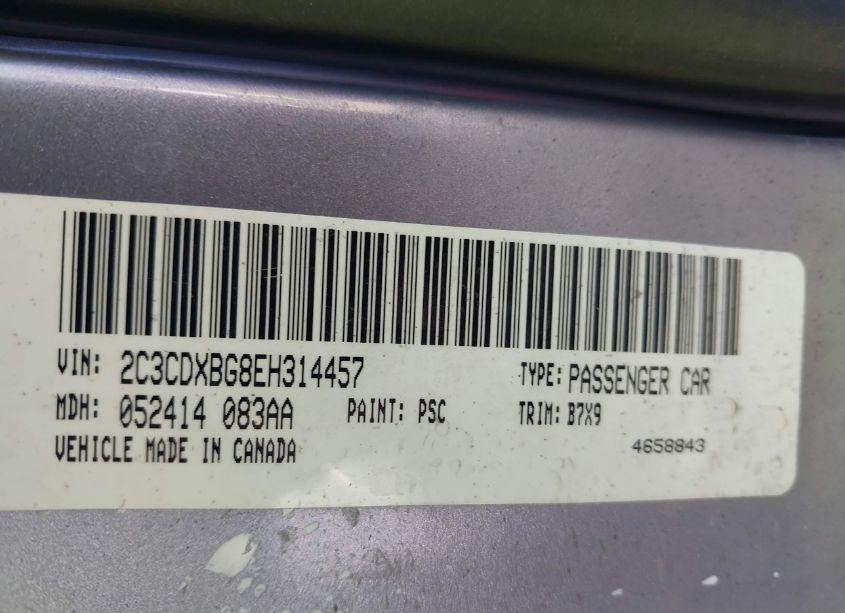 VIN: 2C3CDXBG8EH314457 TYPE: PASSENGER CAR
MDH: 052414 083AA PAINT: PSC TRIM: B7X9
VEHICLE MADE IN CANADA 4658843